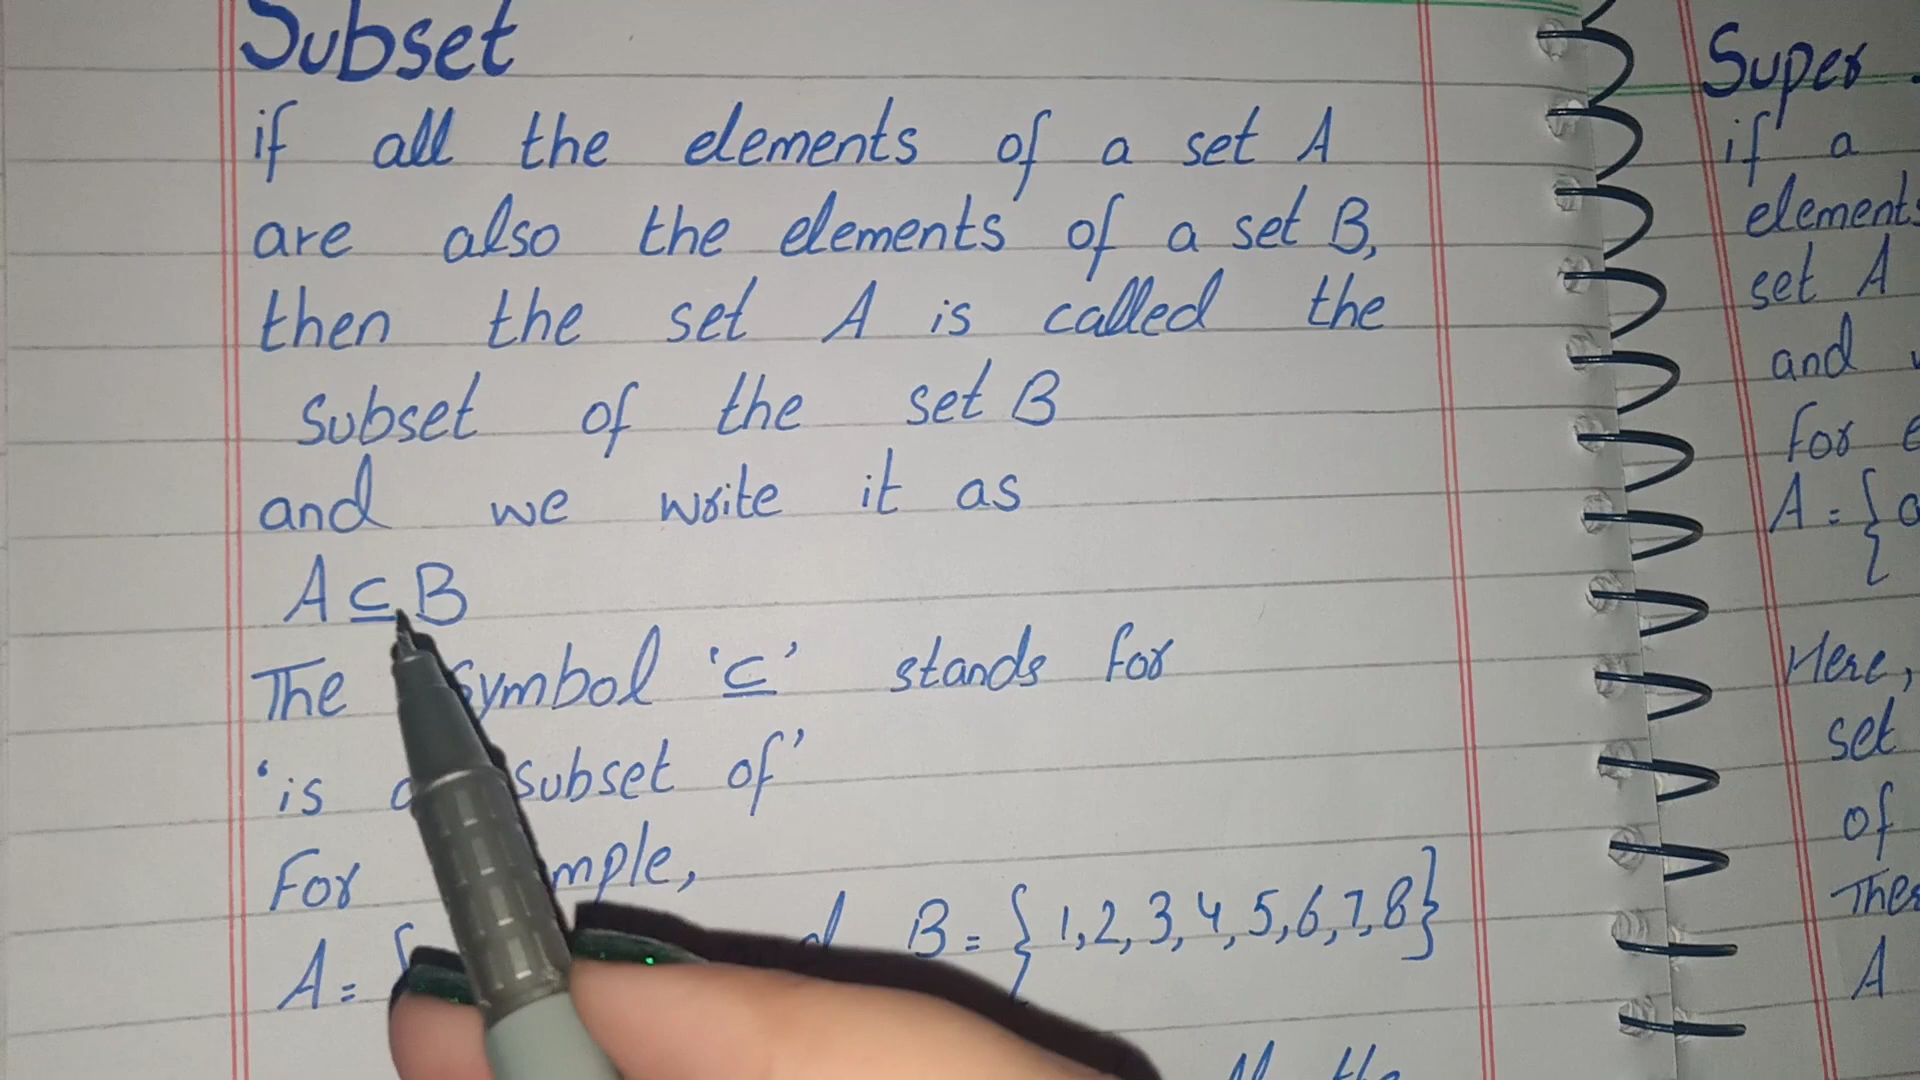 Subset
if all the elements of a set A
are also the elements of a set B,
then the set A is called the
Subset of the set B
and we write it as
A ⊆ B
The symbol '⊆' stands for
'is a subset of'
For
A = { B = { 1, 2, 3, 4, 5, 6, 7, 8 }
the
Super
if a
elements
set A
and
for
A = {
Here,
set
of
A